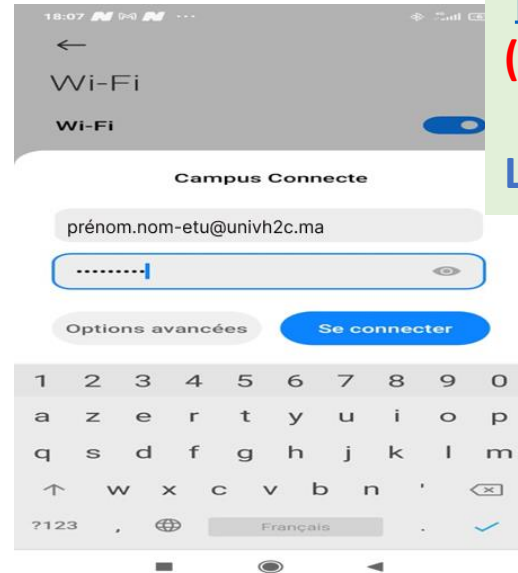 18:07
Wi-Fi
Wi-Fi
(
L
Campus Connecte
prénom.nom-etu@univh2c.ma
•••••••••
Options avancées
Se connecter
1 2 3 4 5 6 7 8 9 0
a z e r t y u i o p
q s d f g h j k l m
w x c v b n '
?123 , Français .